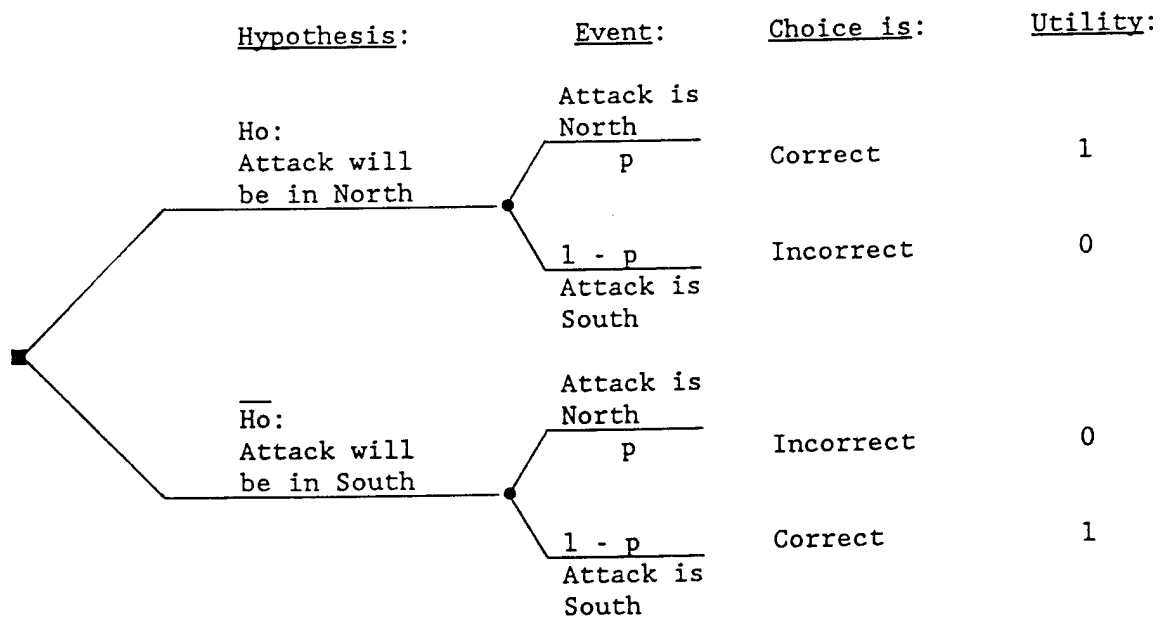 Hypothesis: Event: Choice is: Utility:
Attack is
North
Ho:
Attack will
be in North
p Correct 1
1 - p Incorrect 0
Attack is
South
Attack is
North
H̅o̅:
Attack will
be in South
p Incorrect 0
1 - p Correct 1
Attack is
South